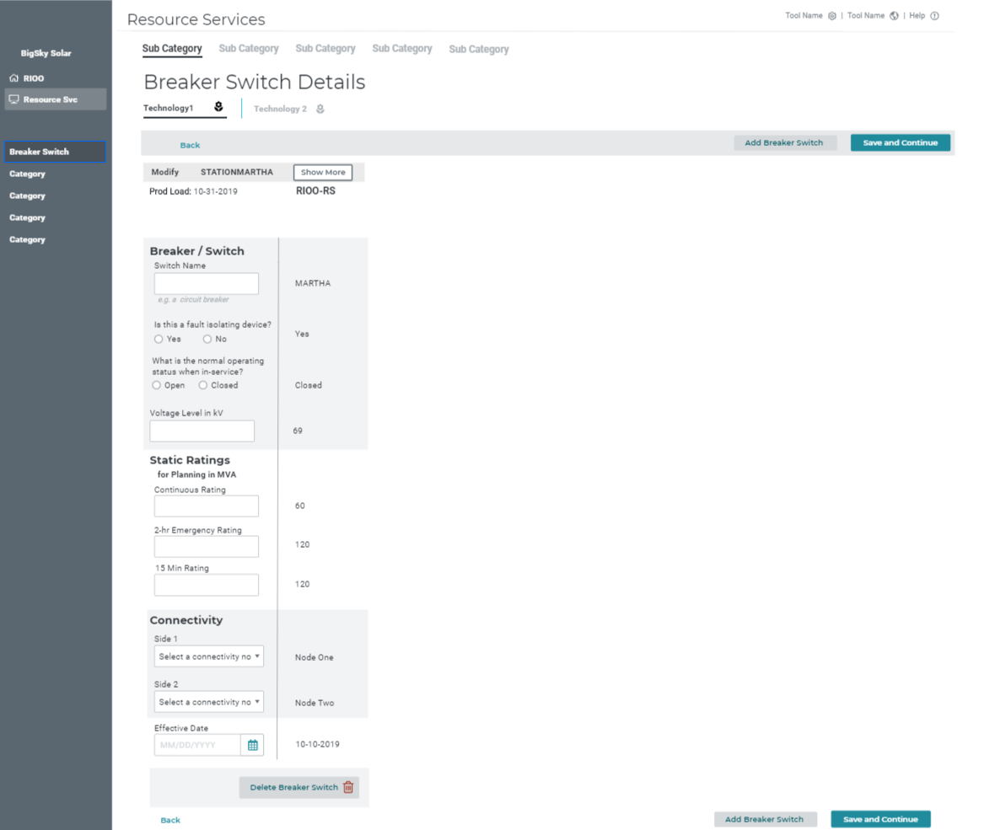 Resource Services
Tool Name | Tool Name | Help
BigSky Solar
RIOO
Resource Svc
Breaker Switch
Category
Category
Category
Category
Sub Category Sub Category Sub Category Sub Category Sub Category
Breaker Switch Details
Technology1 Technology 2
Back Add Breaker Switch Save and Continue
Modify STATIONMARTHA Show More
Prod Load: 10-31-2019 RIOO-RS
Breaker / Switch
Switch Name
MARTHA
e.g. a circuit breaker
Is this a fault isolating device?
Yes No Yes
What is the normal operating
status when in-service?
Open Closed Closed
Voltage Level in kV
69
Static Ratings
for Planning in MVA
Continuous Rating
60
2-hr Emergency Rating
120
15 Min Rating
120
Connectivity
Side 1
Select a connectivity no Node One
Side 2
Select a connectivity no Node Two
Effective Date
MM/DD/YYYY 10-10-2019
Delete Breaker Switch
Back Add Breaker Switch Save and Continue